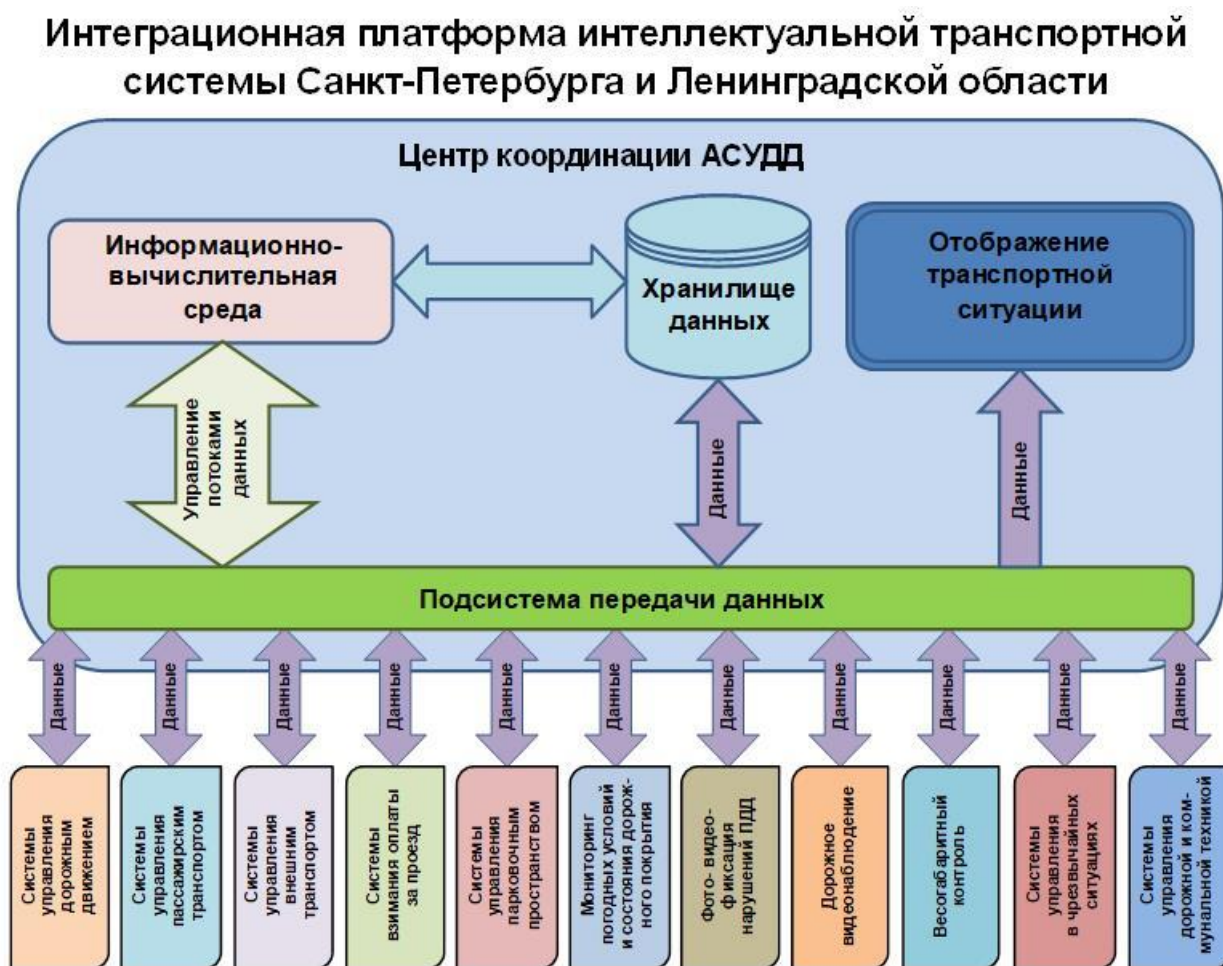 Интеграционная платформа интеллектуальной транспортной
системы Санкт-Петербурга и Ленинградской области
Центр координации АСУДД
Информационно-
вычислительная
среда
Хранилище
данных
Отображение
транспортной
ситуации
Управление
потоками
данных
Данные
Данные
Подсистема передачи данных
Данные
Данные
Данные
Данные
Данные
Данные
Данные
Данные
Данные
Данные
Данные
Системы
управления
дорожным
движением
Системы
управления
пассажирским
транспортом
Системы
управления
внешним
транспортом
Системы
взимания оплаты
за проезд
Системы
управления
парковочным
пространством
Мониторинг
погодных условий
и состояния дорож-
ного покрытия
Фото- видео-
фиксация
нарушений ПДД
Дорожное
видеонаблюдение
Весогабаритный
контроль
Системы
управления
в чрезвычайных
ситуациях
Системы
управления
дорожной и ком-
мунальной техникой